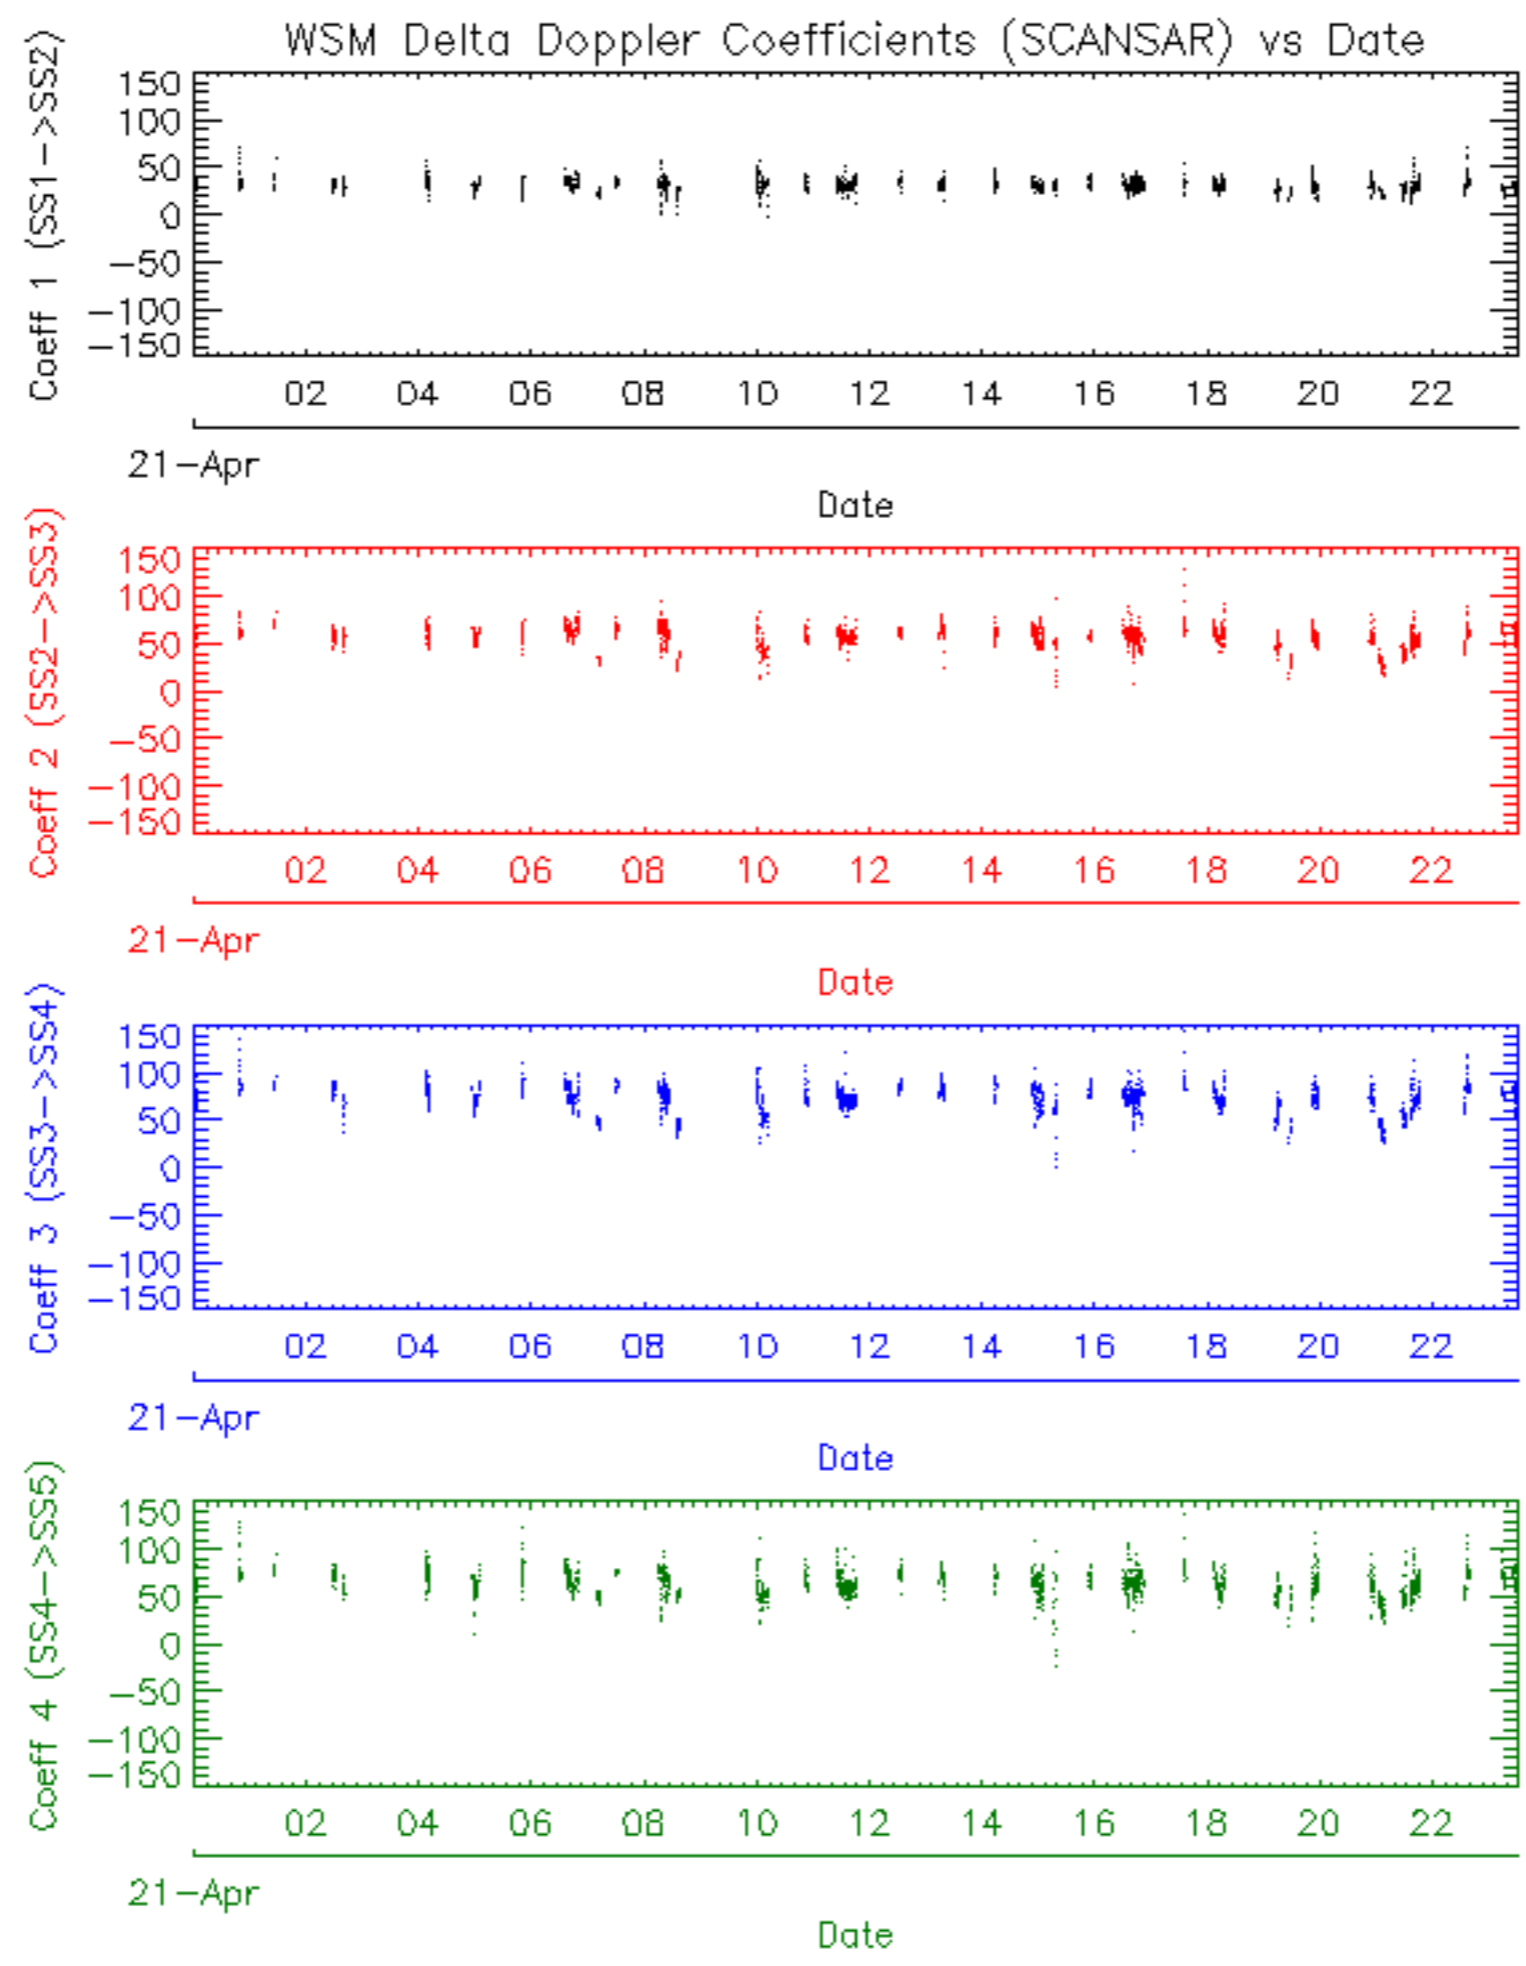 WSM Delta Doppler Coefficients (SCANSAR) vs Date
Coeff 1 (SS1->SS2)
150
100
50
0
-50
-100
-150
02 04 06 08 10 12 14 16 18 20 22
21-Apr
Date
Coeff 2 (SS2->SS3)
150
100
50
0
-50
-100
-150
02 04 06 08 10 12 14 16 18 20 22
21-Apr
Date
Coeff 3 (SS3->SS4)
150
100
50
0
-50
-100
-150
02 04 06 08 10 12 14 16 18 20 22
21-Apr
Date
Coeff 4 (SS4->SS5)
150
100
50
0
-50
-100
-150
02 04 06 08 10 12 14 16 18 20 22
21-Apr
Date